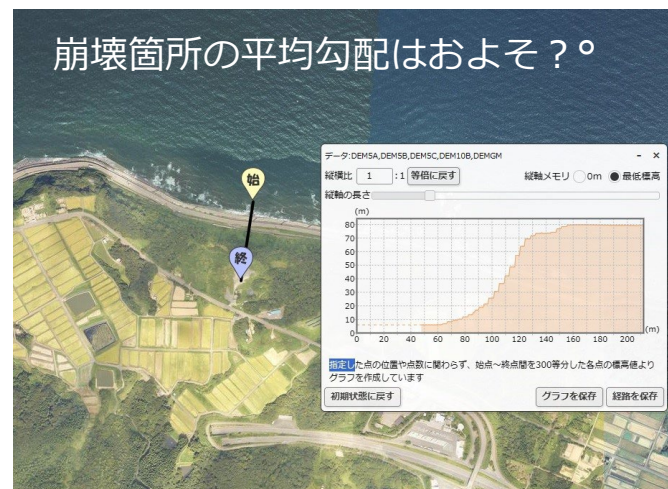 崩壊箇所の平均勾配はおよそ？°
データ:DEM5A,DEM5B,DEM5C,DEM10B,DEMGM - ×
縦横比 1 :1 等倍に戻す 縦軸メモリ 0m 最低標高
縦軸の長さ
(m)
80
70
60
50
40
30
20
10
0
0 20 40 60 80 100 120 140 160 180 200 (m)
指定した点の位置や点数に関わらず、始点～終点間を300等分した各点の標高値より
グラフを作成しています
初期状態に戻す グラフを保存 経路を保存
始
終